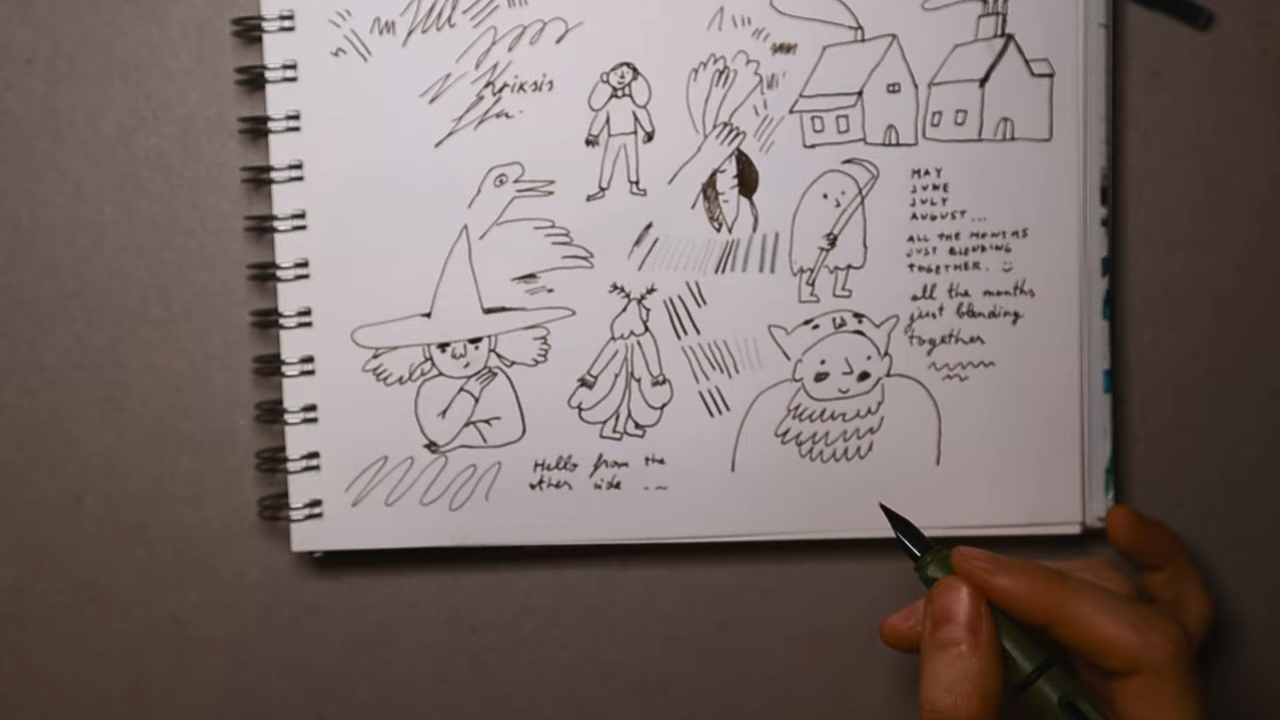 Kriksis
MAY
JUNE
JULY
AUGUST...
ALL THE MONTHS
JUST BLENDING
TOGETHER.
all the months
just blending
together
Hello from the
other side ...